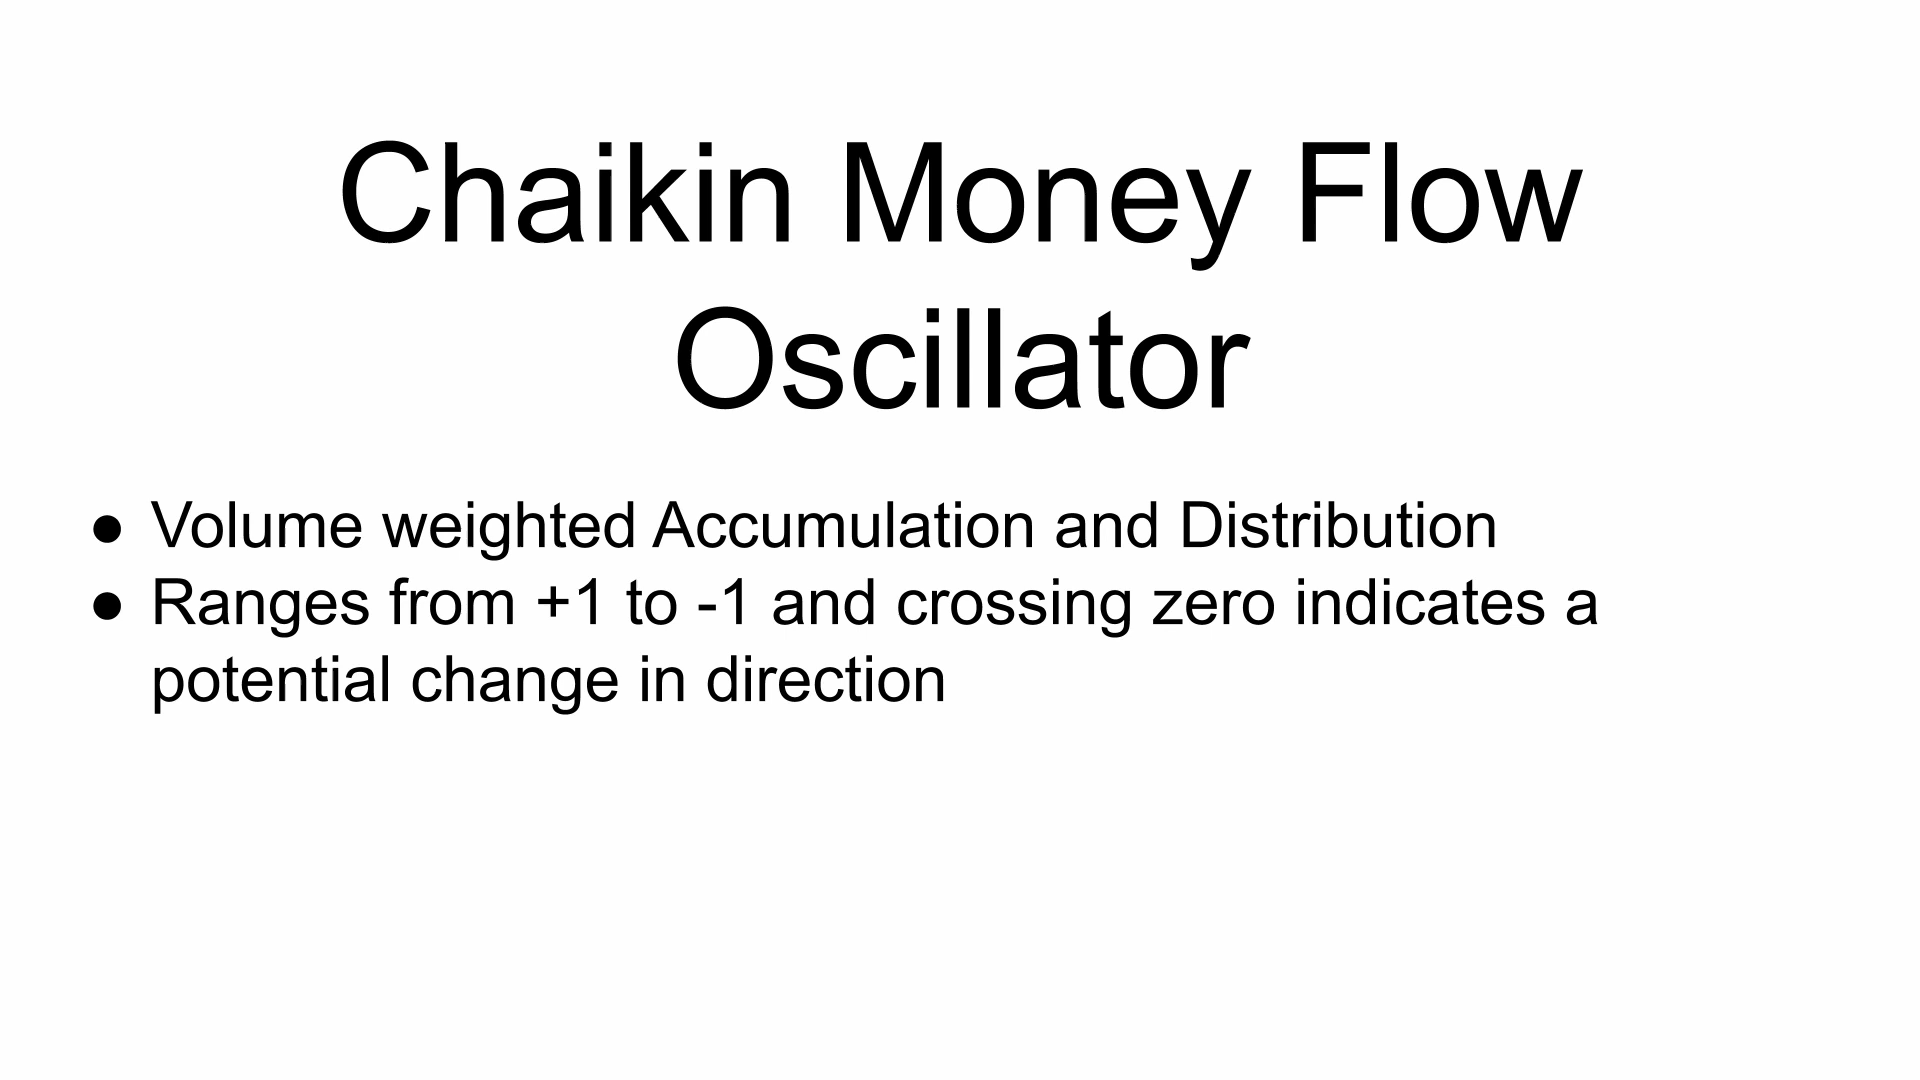 Chaikin Money Flow
Oscillator
● Volume weighted Accumulation and Distribution
● Ranges from +1 to -1 and crossing zero indicates a
potential change in direction